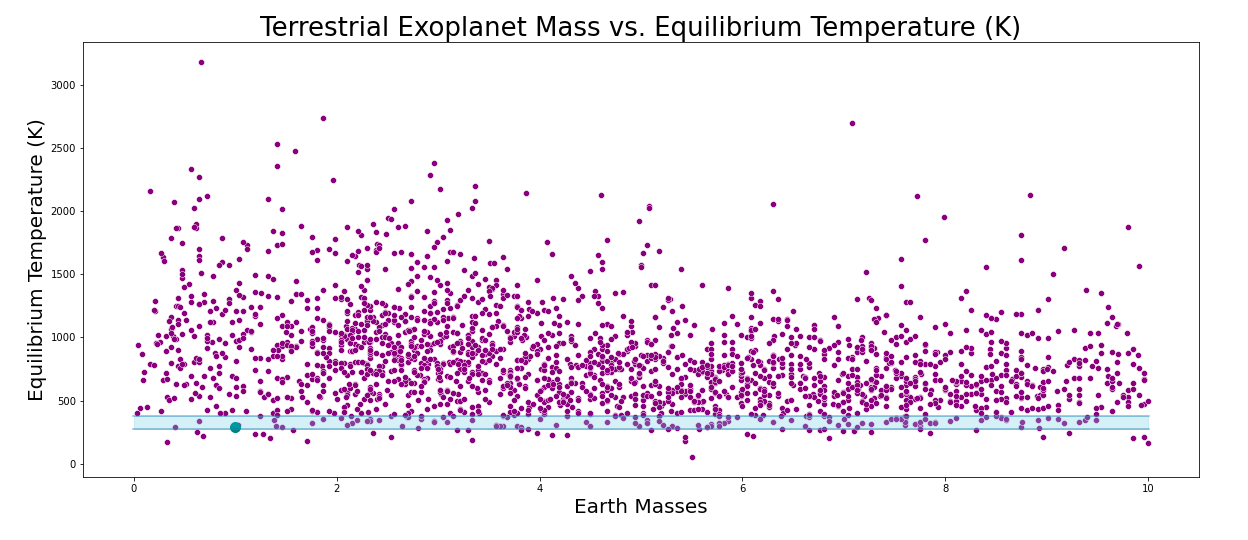 Terrestrial Exoplanet Mass vs. Equilibrium Temperature (K)
Equilibrium Temperature (K)
3000
2500
2000
1500
1000
500
0
0 2 4 6 8 10
Earth Masses